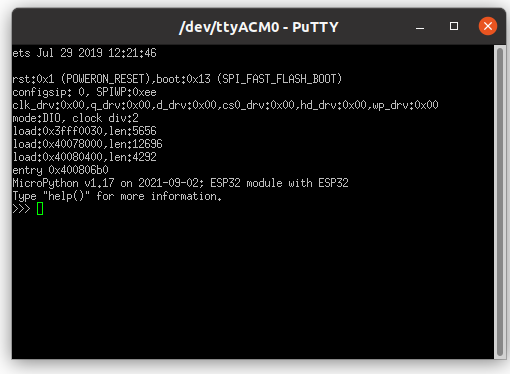 /dev/ttyACM0 - PuTTY
ets Jul 29 2019 12:21:46
rst:0x1 (POWERON_RESET),boot:0x13 (SPI_FAST_FLASH_BOOT)
configsip: 0, SPIWP:0xee
clk_drv:0x00,q_drv:0x00,d_drv:0x00,cs0_drv:0x00,hd_drv:0x00,wp_drv:0x00
mode:DIO, clock div:2
load:0x3fff0030,len:5656
load:0x40078000,len:12696
load:0x40080400,len:4292
entry 0x400806b0
MicroPython v1.17 on 2021-09-02; ESP32 module with ESP32
Type "help()" for more information.
>>>